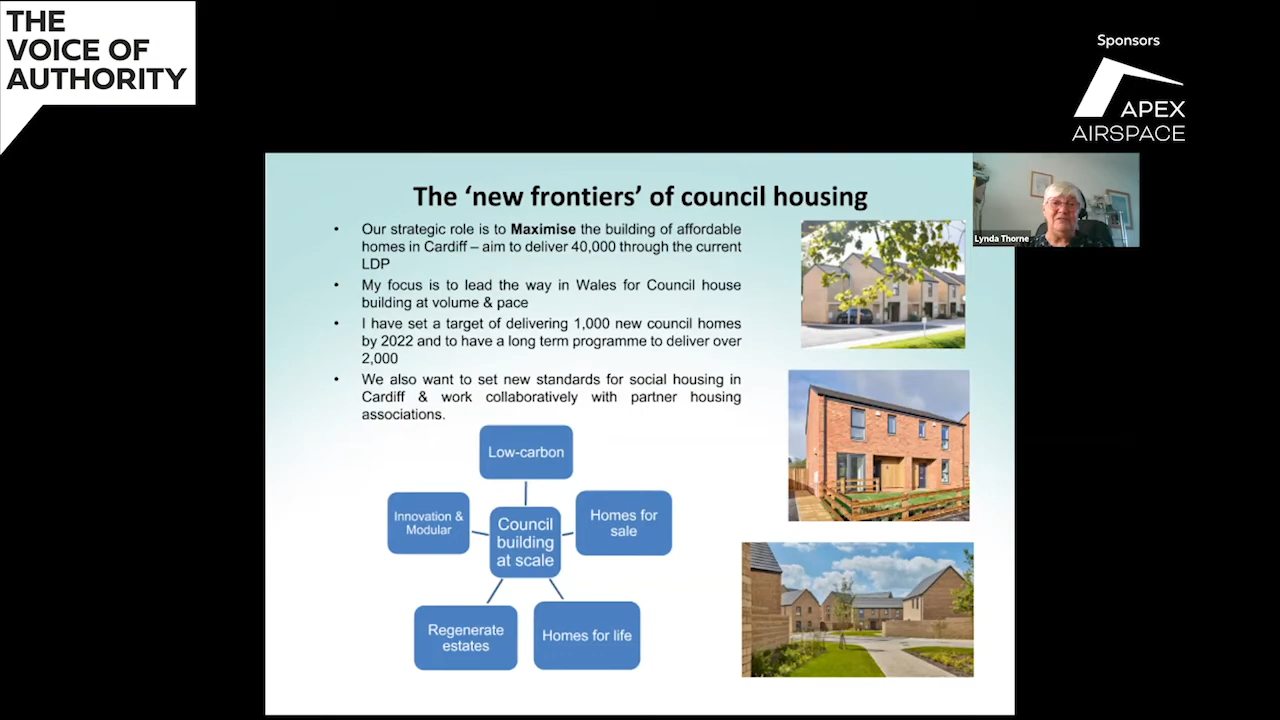 THE
VOICE OF
AUTHORITY
Sponsors
APEX
AIRSPACE
Lynda Thorne
The ‘new frontiers’ of council housing
• Our strategic role is to Maximise the building of affordable
homes in Cardiff – aim to deliver 40,000 through the current
LDP
• My focus is to lead the way in Wales for Council house
building at volume & pace
• I have set a target of delivering 1,000 new council homes
by 2022 and to have a long term programme to deliver over
2,000
• We also want to set new standards for social housing in
Cardiff & work collaboratively with partner housing
associations.
Low-carbon
Innovation &
Modular
Council
building
at scale
Homes for
sale
Regenerate
estates
Homes for life